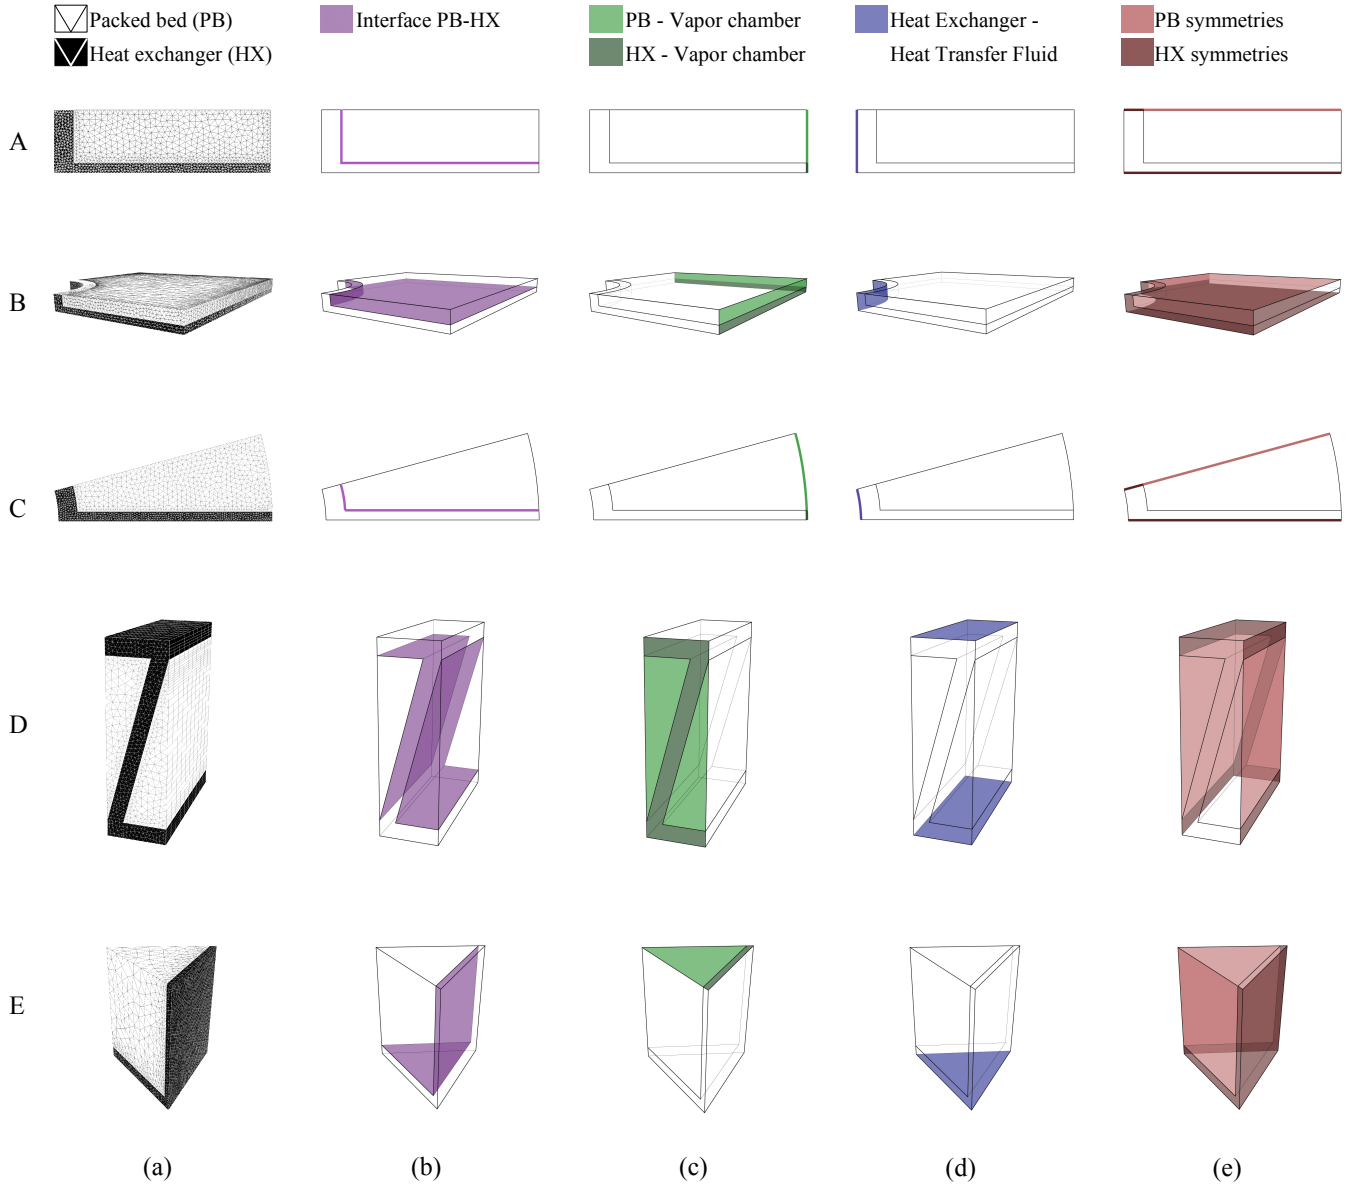 Packed bed (PB)
Heat exchanger (HX)
Interface PB-HX
PB - Vapor chamber
HX - Vapor chamber
Heat Exchanger -
Heat Transfer Fluid
PB symmetries
HX symmetries
A
B
C
D
E
(a)
(b)
(c)
(d)
(e)